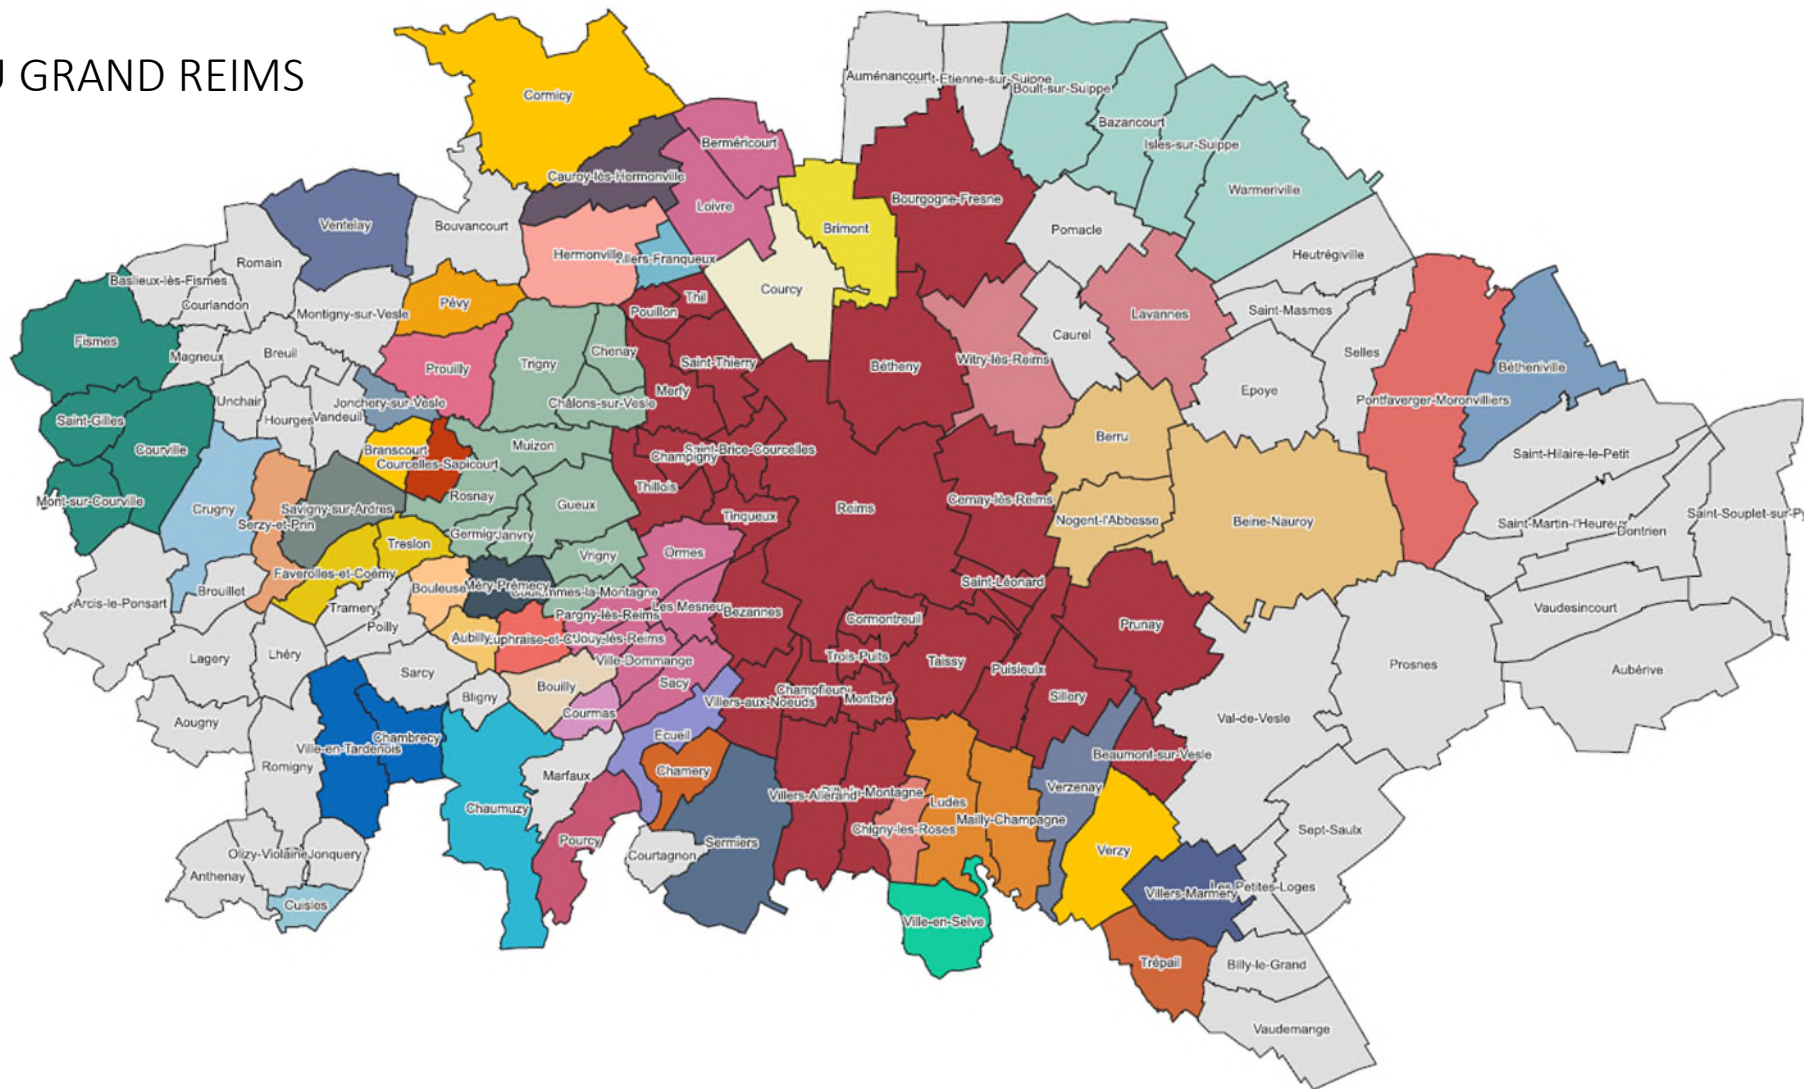 U GRAND REIMS
Cormicy
Auménancourt
Boult-sur-Suippe
Bazancourt
Isles-sur-Suippe
Warmeriville
Berméricourt
Cauroy-lès-Hermonville
Loivre
Bourgogne-Fresne
Brimont
Pomacle
Heutrégiville
Ventelay
Bouvancourt
Hermonville
Villers-Franqueux
Courcy
Romain
Baslieux-lès-Fismes
Courlandon
Montigny-sur-Vesle
Pévy
Pouillon
Thil
Lavannes
Saint-Masmes
Caurel
Selles
Fismes
Magneux
Breuil
Prouilly
Trigny
Chenay
Saint-Thierry
Bétheny
Witry-lès-Reims
Bétheniville
Epoye
Merfy
Pontfaverger-Moronvilliers
Unchair
Hourges
Vandeuil
Jonchery-sur-Vesle
Châlons-sur-Vesle
Saint-Gilles
Courville
Branscourt
Courcelles-Sapicourt
Muizon
Champigny
Saint-Brice-Courcelles
Berru
Saint-Hilaire-le-Petit
Mont-sur-Courville
Crugny
Serzy-et-Prin
Savigny-sur-Ardres
Rosnay
Gueux
Thillois
Tinqueux
Reims
Cernay-lès-Reims
Nogent-l'Abbesse
Beine-Nauroy
Saint-Martin-l'Heureux
Dontrien
Saint-Souplet-sur-Py
Germigny
Janvry
Treslon
Vrigny
Ormes
Arcis-le-Ponsart
Brouillet
Faverolles-et-Coëmy
Bouleuse
Méry-Prémecy
Saint-Léonard
Tramery
Pargny-lès-Reims
Les Mesneux
Bezannes
Cormontreuil
Prunay
Vaudesincourt
Poilly
Aubilly
Jouy-lès-Reims
Lagery
Lhéry
Sarcy
Ville-Dommange
Trois-Puits
Taissy
Puisieulx
Prosnes
Aubérive
Bligny
Bouilly
Sacy
Champfleury
Montbré
Sillery
Courmas
Villers-aux-Noeuds
Aougny
Val-de-Vesle
Ville-en-Tardenois
Chambrecy
Ecueil
Beaumont-sur-Vesle
Romigny
Marfaux
Chamery
Verzenay
Chaumuzy
Villers-Allerand
Ludes
Mailly-Champagne
Chigny-les-Roses
Sept-Saulx
Pourcy
Courtagnon
Sermiers
Verzy
Olizy-Violaine
Jonquery
Anthenay
Villers-Marmery
Les Petites-Loges
Cuisles
Ville-en-Selve
Trépail
Billy-le-Grand
Vaudemange